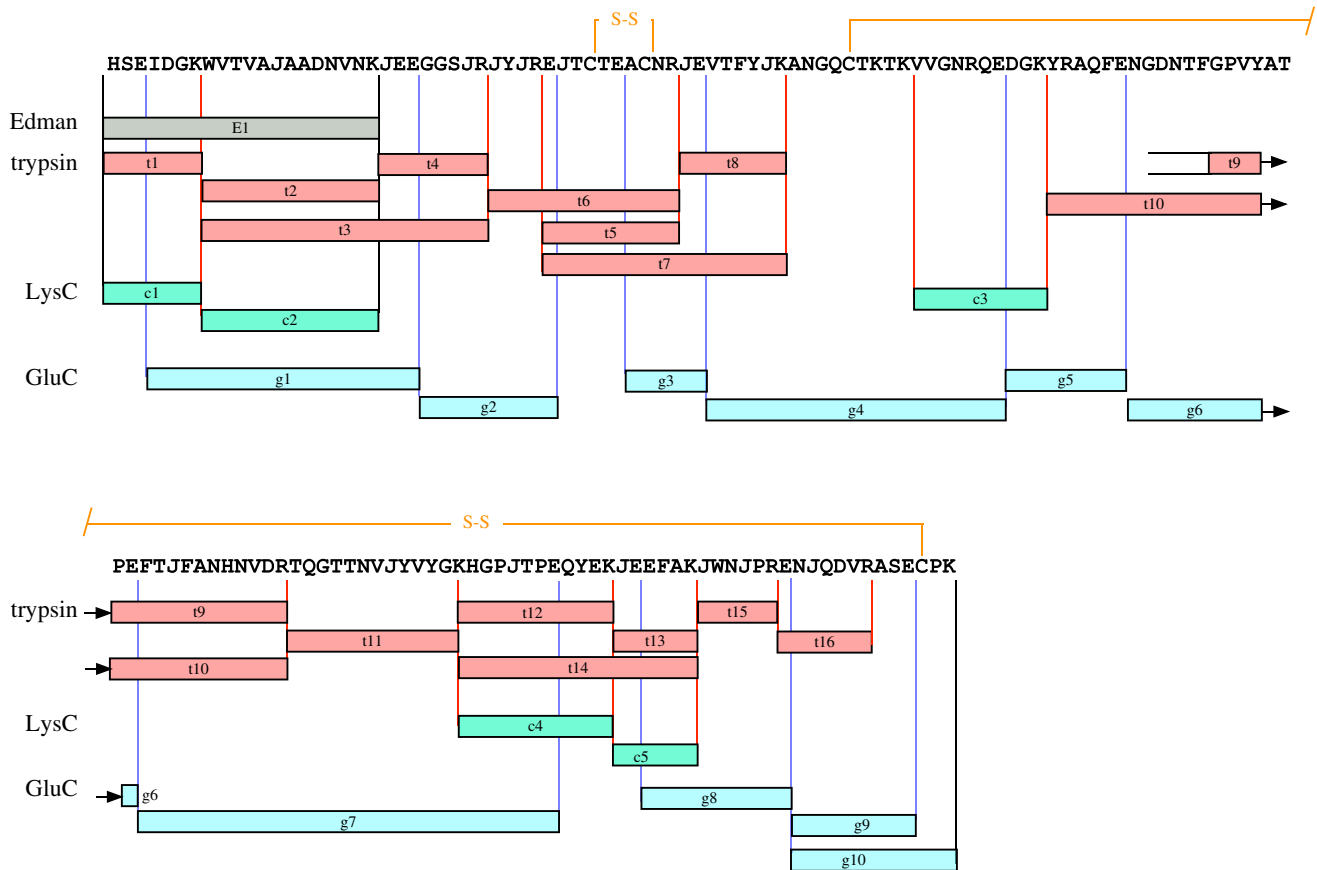 S-S
HSEIDGKWVTVAJAADNVNKJEEGGSJRJYJREJTCTEACNRJEVTFYJKANGQCTKTKVVGNRQEDGKYRAQFENGDNTFGPVYAT
Edman E1
trypsin t1 t4 t8 t9
t2 t6 t10
t3 t5
t7
LysC c1 c3
c2
GluC g1 g3 g5
g2 g4 g6
S-S
PEFTJFANHNVDRTQGTTNVJYVYGKHGPJTPEQYEKJEEFAKJWNJPRENJQDVRASECPK
trypsin t9 t12 t15
t11 t13 t16
t10 t14
LysC c4
c5
GluC g6 g8
g7 g9
g10